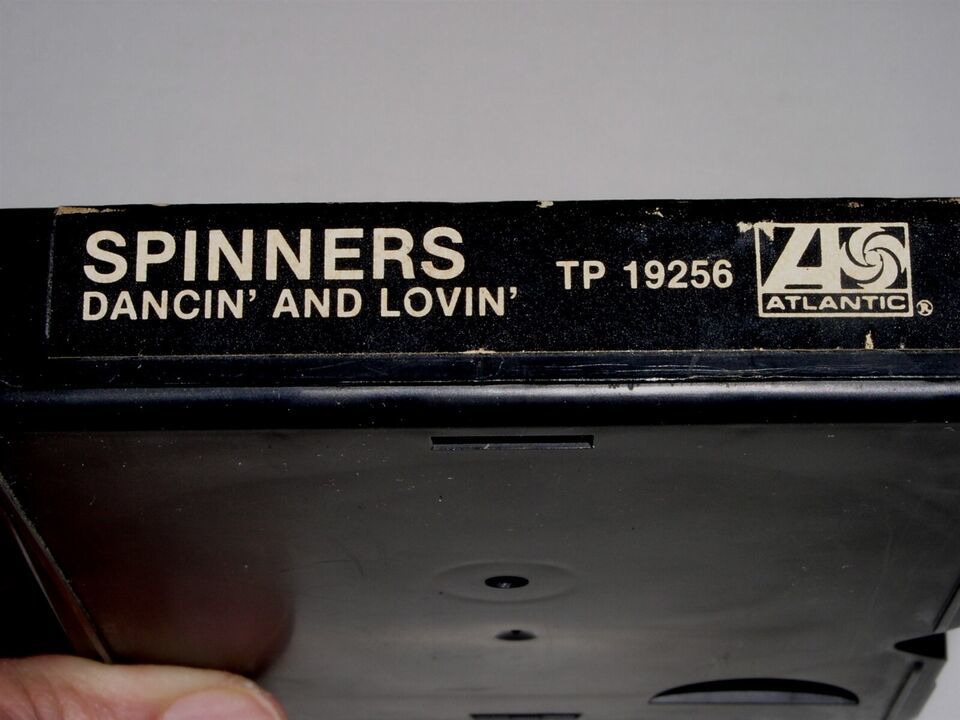 SPINNERS
DANCIN' AND LOVIN'
TP 19256
ATLANTIC ®